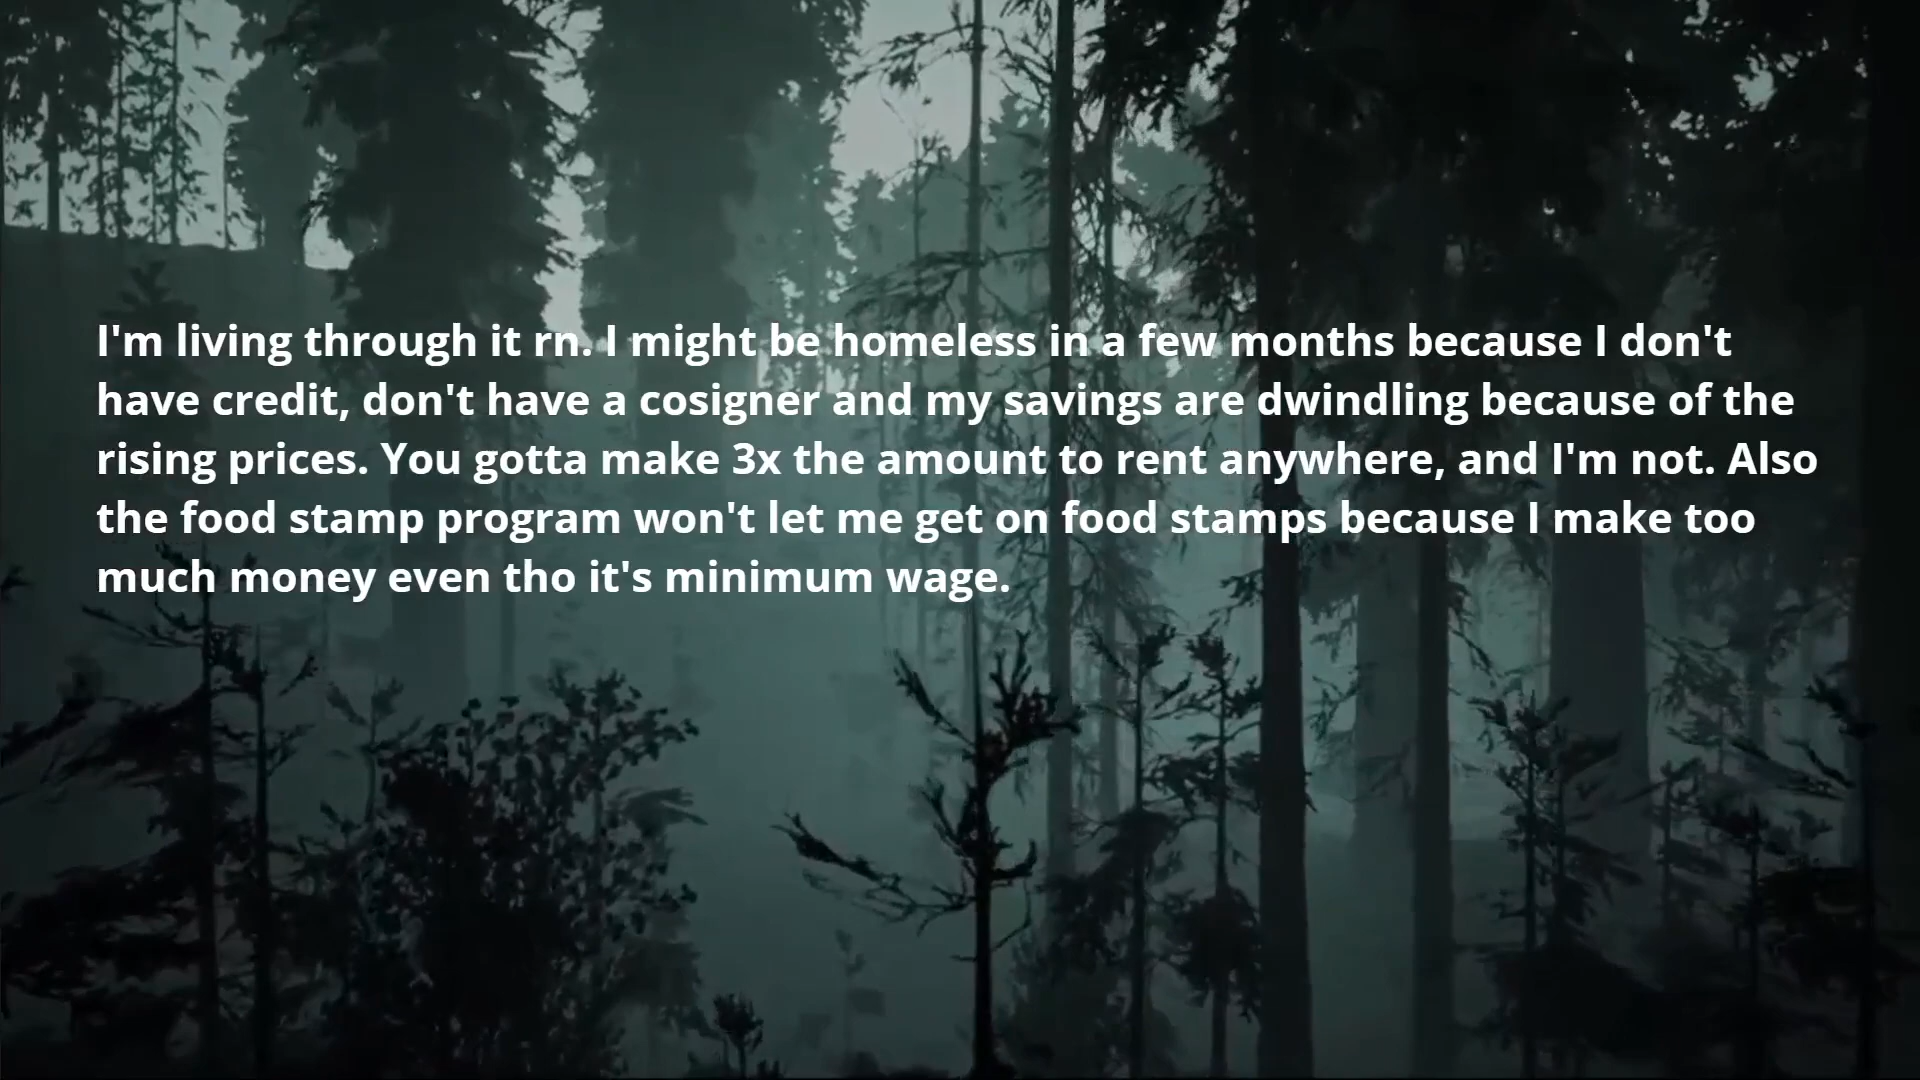 I'm living through it rn. I might be homeless in a few months because I don't
have credit, don't have a cosigner and my savings are dwindling because of the
rising prices. You gotta make 3x the amount to rent anywhere, and I'm not. Also
the food stamp program won't let me get on food stamps because I make too
much money even tho it's minimum wage.